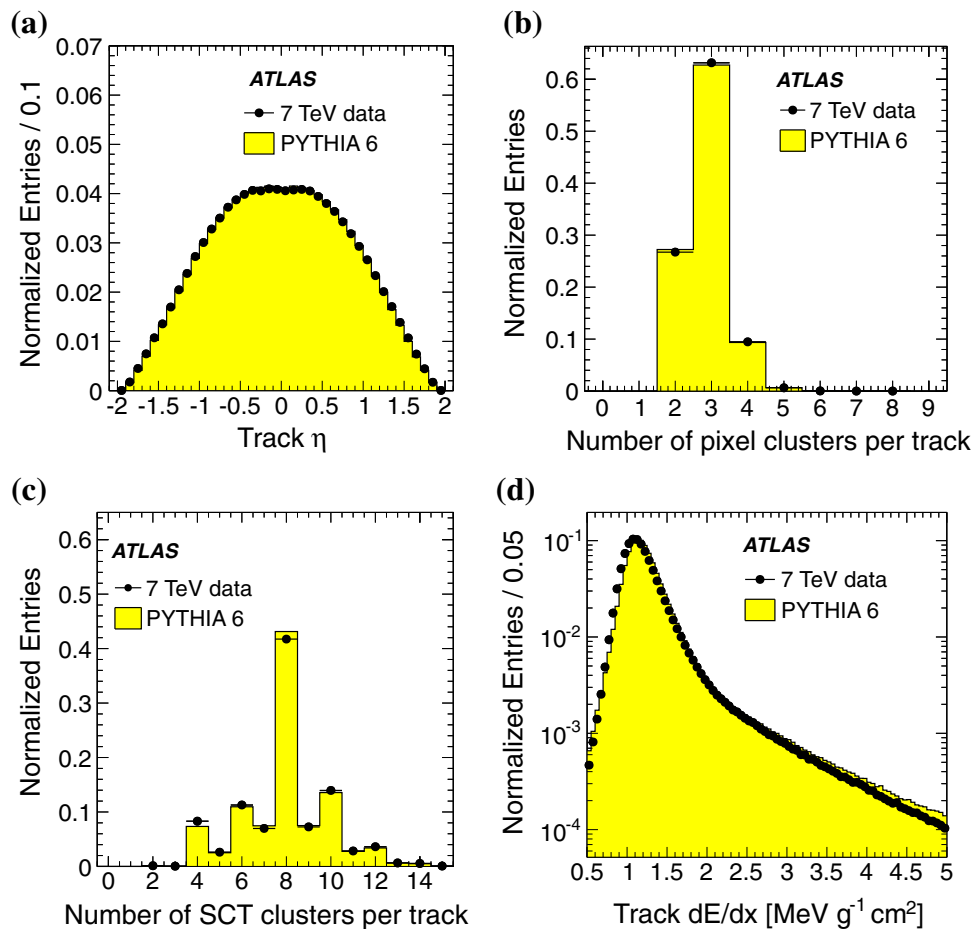 (a)
0.07
0.06
0.05
0.04
0.03
0.02
0.01
0
Normalized Entries / 0.1
ATLAS
7 TeV data
PYTHIA 6
-2 -1.5 -1 -0.5 0 0.5 1 1.5 2
Track η
(b)
0.6
0.5
0.4
0.3
0.2
0.1
0
Normalized Entries
ATLAS
7 TeV data
PYTHIA 6
0 1 2 3 4 5 6 7 8 9
Number of pixel clusters per track
(c)
0.6
0.5
0.4
0.3
0.2
0.1
0
Normalized Entries
ATLAS
7 TeV data
PYTHIA 6
0 2 4 6 8 10 12 14
Number of SCT clusters per track
(d)
10⁻¹
10⁻²
10⁻³
10⁻⁴
Normalized Entries / 0.05
ATLAS
7 TeV data
PYTHIA 6
0.5 1 1.5 2 2.5 3 3.5 4 4.5 5
Track dE/dx [MeV g⁻¹ cm²]